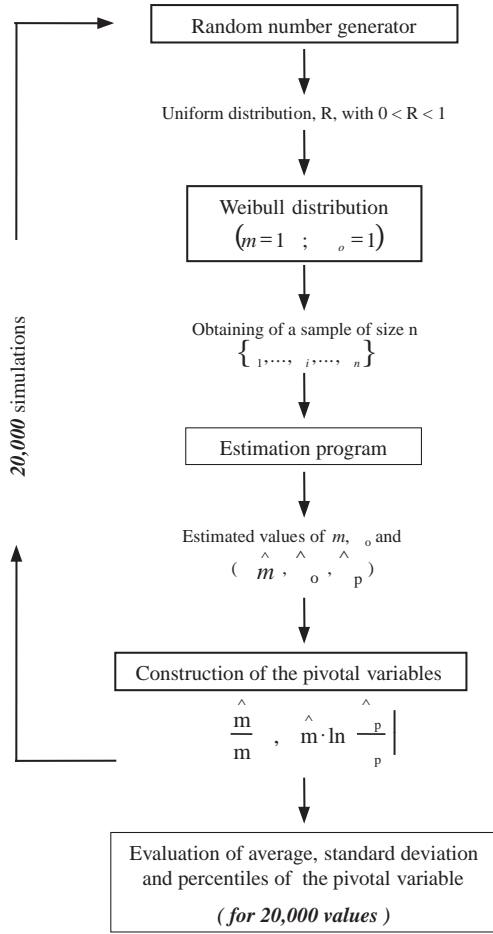 Random number generator
Uniform distribution, R, with 0 < R < 1
Weibull distribution
(m = 1 ; o = 1)
Obtaining of a sample of size n
{ 1,..., i,..., n}
Estimation program
Estimated values of m, o and
( m̂ , ^o , ^p )
Construction of the pivotal variables
m̂/m , m̂·ln ^p/p |
Evaluation of average, standard deviation
and percentiles of the pivotal variable
( for 20,000 values )
20,000 simulations